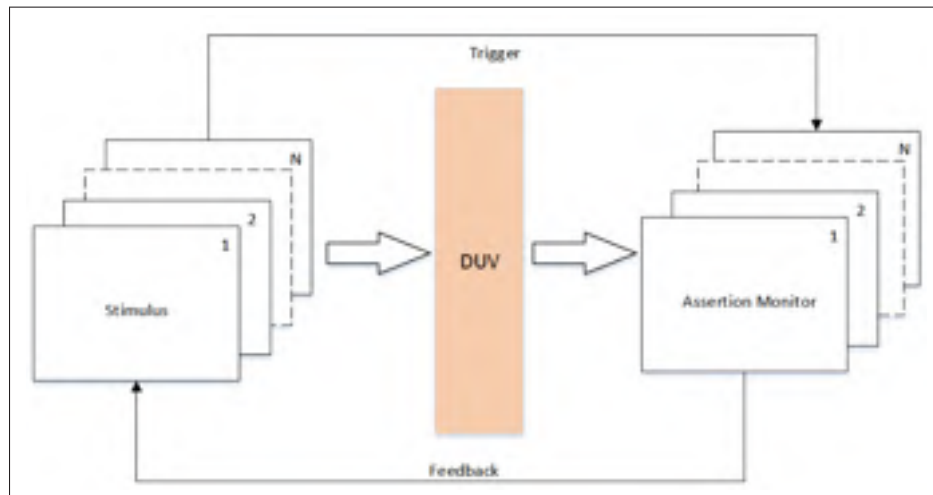 Trigger
N
N
2
2
1
1
DUV
Stimulus
Assertion Monitor
Feedback